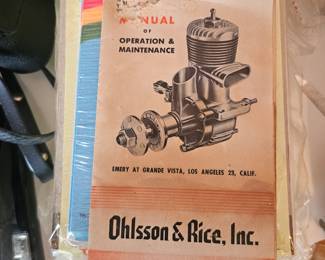 MANUAL
OF
OPERATION &
MAINTENANCE
EMERY AT GRANDE VISTA, LOS ANGELES 23, CALIF.
Ohlsson & Rice, Inc.